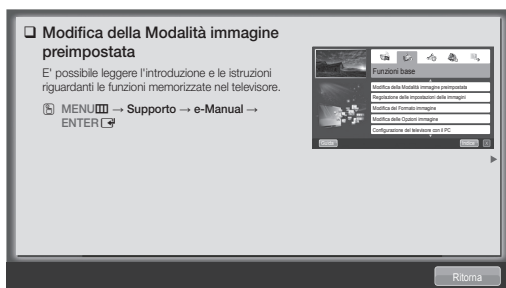 ❑ Modifica della Modalità immagine
preimpostata
E' possibile leggere l'introduzione e le istruzioni
riguardanti le funzioni memorizzate nel televisore.
MENU → Supporto → e-Manual →
ENTER
Funzioni base
Modifica della Modalità immagine preimpostata
Regolazione delle impostazioni delle immagini
Modifica del Formato immagine
Modifica delle Opzioni immagine
Configurazione del televisore con il PC
Guida
Indice
Ritorna